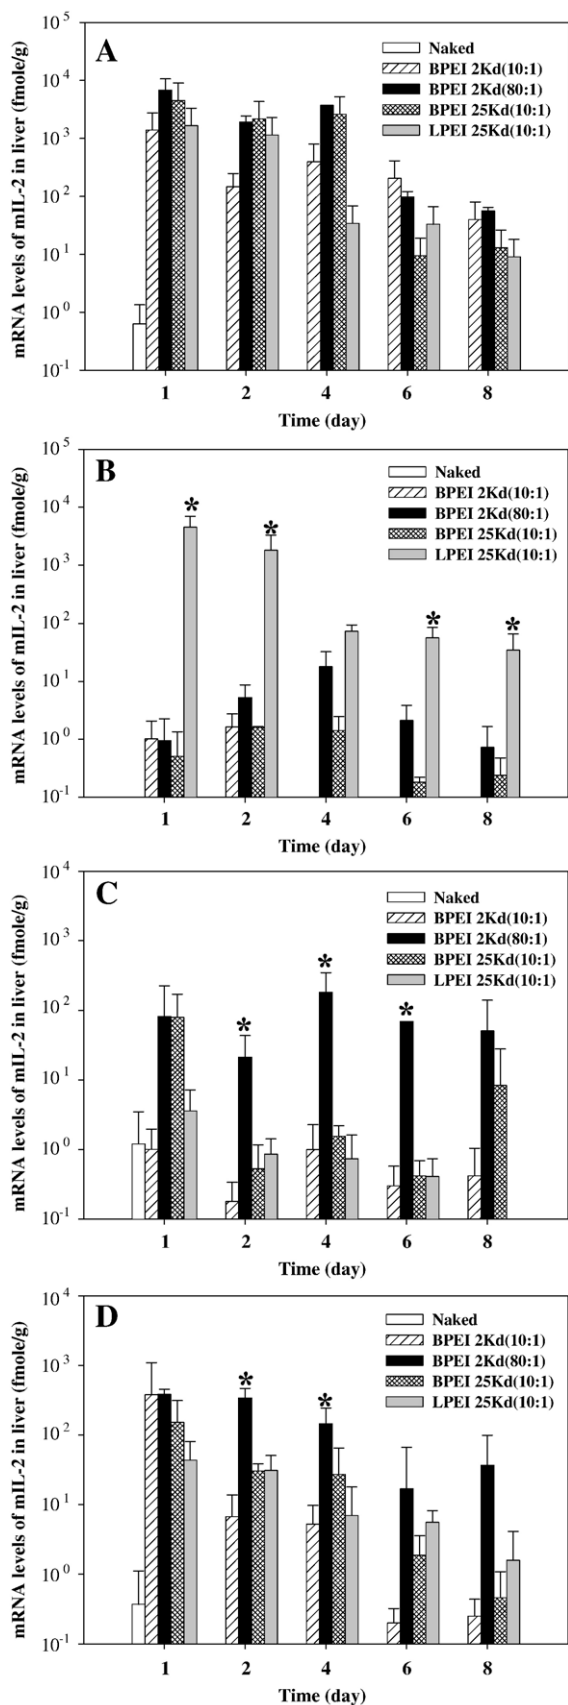 A
mRNA levels of mIL-2 in liver (fmole/g)
10^5
10^4
10^3
10^2
10^1
10^0
10^-1
Naked
BPEI 2Kd(10:1)
BPEI 2Kd(80:1)
BPEI 25Kd(10:1)
LPEI 25Kd(10:1)
1 2 4 6 8
Time (day)
B
mRNA levels of mIL-2 in liver (fmole/g)
10^5
10^4
10^3
10^2
10^1
10^0
10^-1
Naked
BPEI 2Kd(10:1)
BPEI 2Kd(80:1)
BPEI 25Kd(10:1)
LPEI 25Kd(10:1)
* * * *
1 2 4 6 8
Time (day)
C
mRNA levels of mIL-2 in liver (fmole/g)
10^4
10^3
10^2
10^1
10^0
10^-1
Naked
BPEI 2Kd(10:1)
BPEI 2Kd(80:1)
BPEI 25Kd(10:1)
LPEI 25Kd(10:1)
* * *
1 2 4 6 8
Time (day)
D
mRNA levels of mIL-2 in liver (fmole/g)
10^4
10^3
10^2
10^1
10^0
10^-1
Naked
BPEI 2Kd(10:1)
BPEI 2Kd(80:1)
BPEI 25Kd(10:1)
LPEI 25Kd(10:1)
* *
1 2 4 6 8
Time (day)